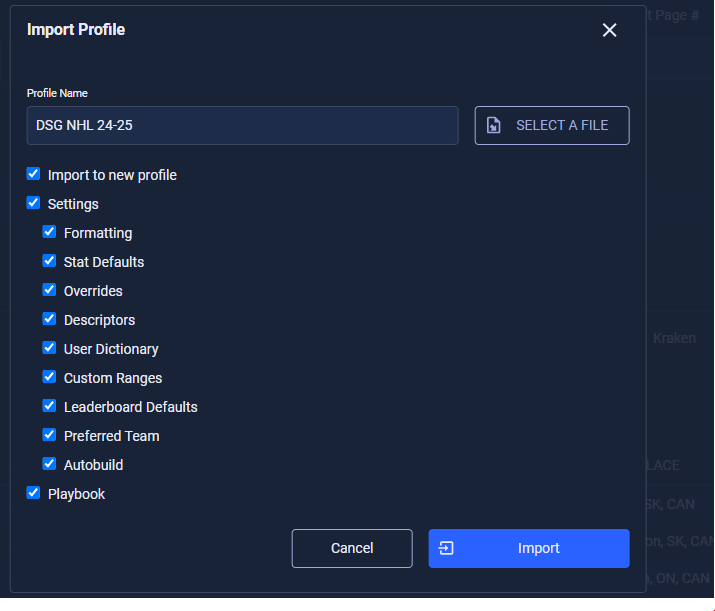 Import Profile
t Page #
Profile Name
DSG NHL 24-25
SELECT A FILE
Import to new profile
Settings
Formatting
Stat Defaults
Overrides
Descriptors
Kraken
User Dictionary
Custom Ranges
Leaderboard Defaults
Preferred Team
Autobuild
LACE
Playbook
SK, CAN
Cancel
Import
on, SK, CAN
, ON, CAN